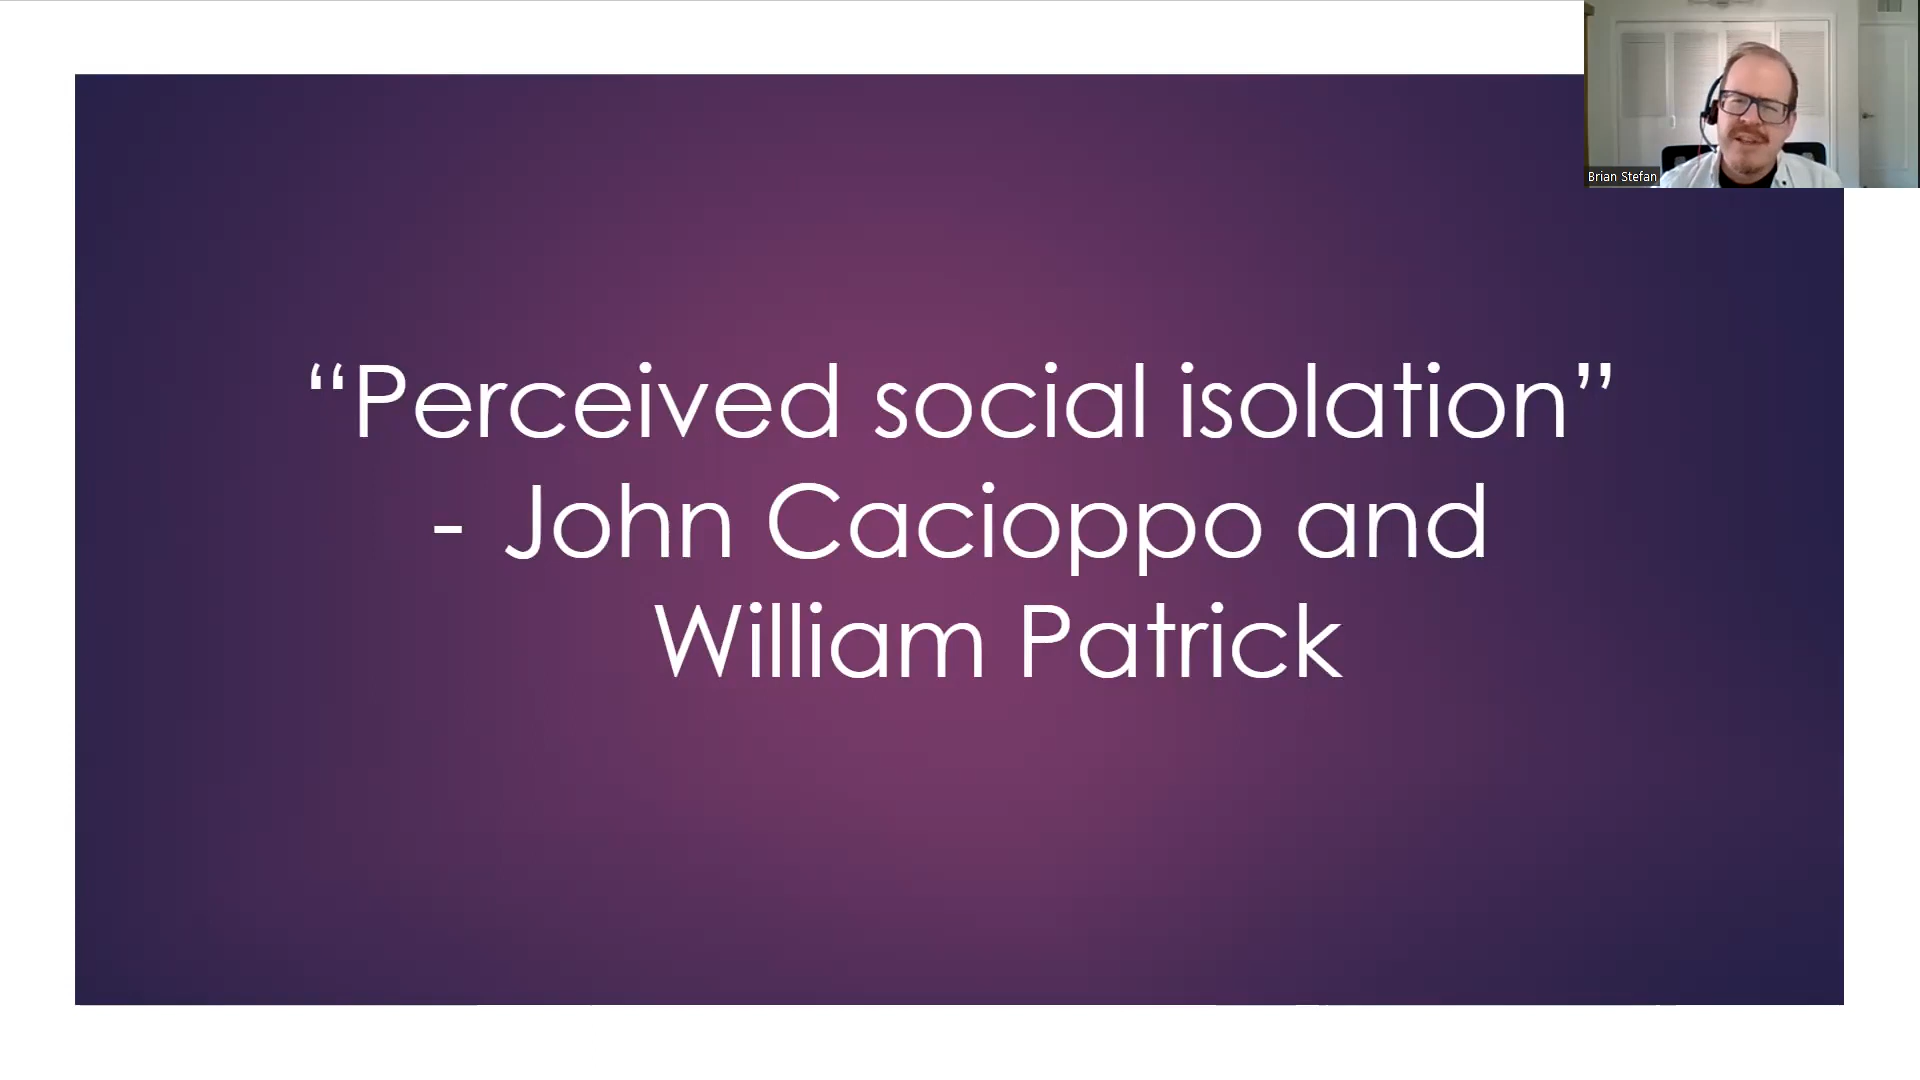 “Perceived social isolation”
- John Cacioppo and
William Patrick
Brian Stefan